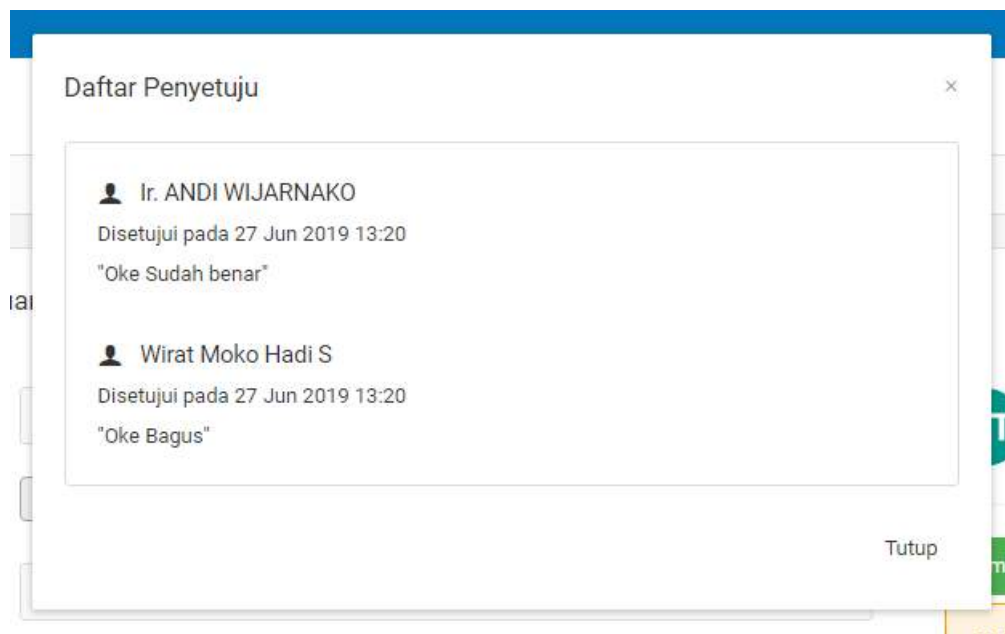 Daftar Penyetuju
×
Ir. ANDI WIJARNAKO
Disetujui pada 27 Jun 2019 13:20
"Oke Sudah benar"
Wirat Moko Hadi S
Disetujui pada 27 Jun 2019 13:20
"Oke Bagus"
Tutup